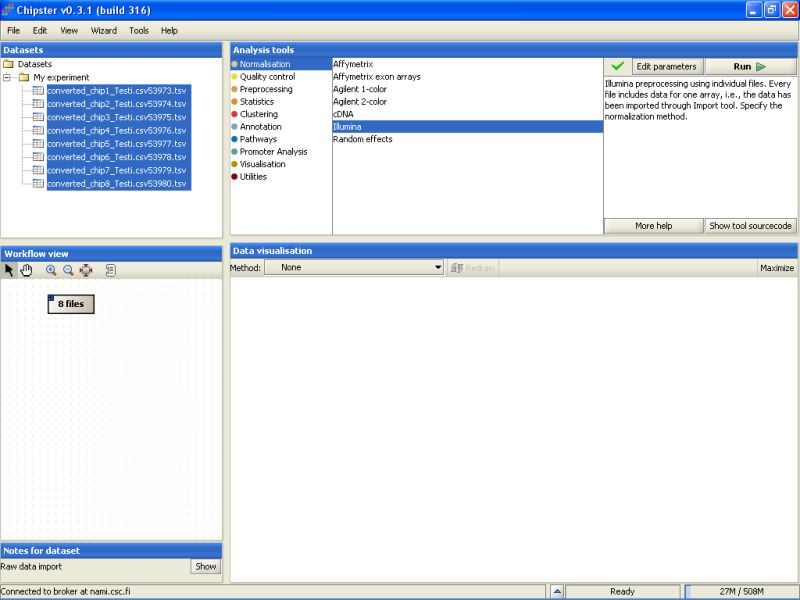 Chipster v0.3.1 (build 316)
File Edit View Wizard Tools Help
Datasets
Datasets
My experiment
converted_chip1_Testi.csv53973.tsv
converted_chip2_Testi.csv53974.tsv
converted_chip3_Testi.csv53975.tsv
converted_chip4_Testi.csv53976.tsv
converted_chip5_Testi.csv53977.tsv
converted_chip6_Testi.csv53978.tsv
converted_chip7_Testi.csv53979.tsv
converted_chip8_Testi.csv53980.tsv
Analysis tools
Normalisation
Quality control
Preprocessing
Statistics
Clustering
Annotation
Pathways
Promoter Analysis
Visualisation
Utilities
Affymetrix
Affymetrix exon arrays
Agilent 1-color
Agilent 2-color
cDNA
Illumina
Random effects
Edit parameters Run
Illumina preprocessing using individual files. Every
file includes data for one array, i.e., the data has
been imported through Import tool. Specify the
normalization method.
More help Show tool sourcecode
Workflow view
8 files
Data visualisation
Method: None Redraw Maximize
Notes for dataset
Raw data import Show
Connected to broker at nami.csc.fi Ready 27M / 508M